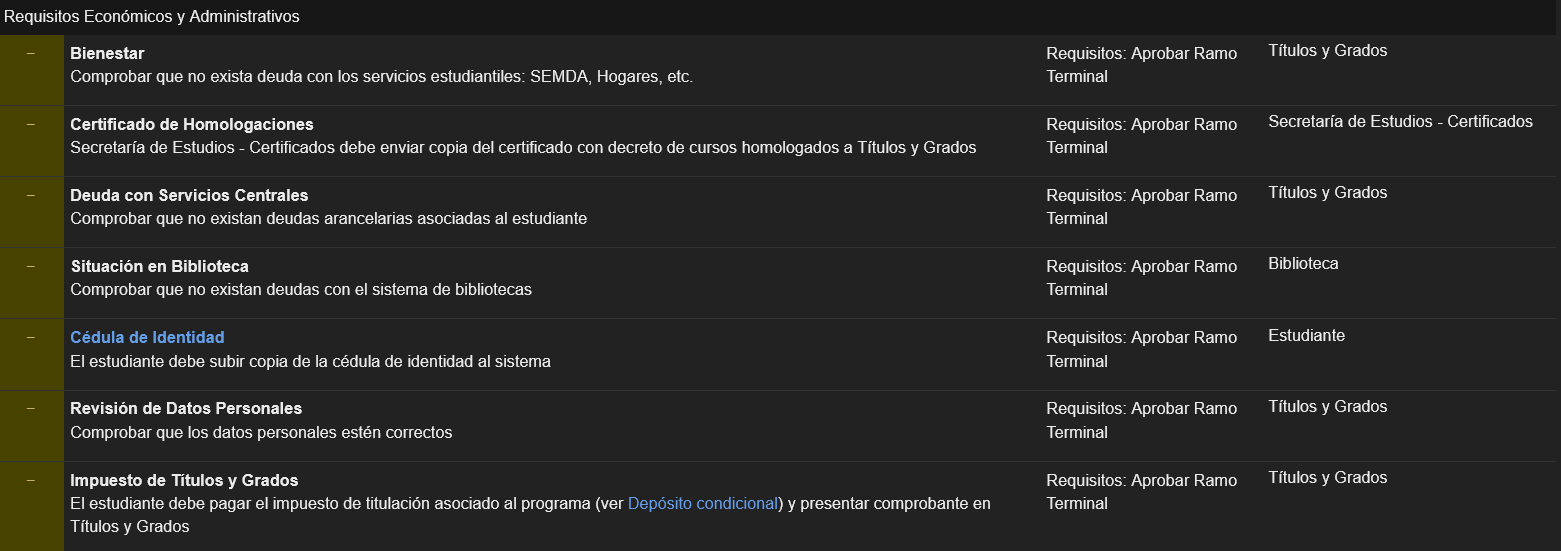 Requisitos Económicos y Administrativos
– Bienestar Requisitos: Aprobar Ramo Títulos y Grados
Comprobar que no exista deuda con los servicios estudiantiles: SEMDA, Hogares, etc. Terminal
– Certificado de Homologaciones Requisitos: Aprobar Ramo Secretaría de Estudios - Certificados
Secretaría de Estudios - Certificados debe enviar copia del certificado con decreto de cursos homologados a Títulos y Grados Terminal
– Deuda con Servicios Centrales Requisitos: Aprobar Ramo Títulos y Grados
Comprobar que no existan deudas arancelarias asociadas al estudiante Terminal
– Situación en Biblioteca Requisitos: Aprobar Ramo Biblioteca
Comprobar que no existan deudas con el sistema de bibliotecas Terminal
– Cédula de Identidad Requisitos: Aprobar Ramo Estudiante
El estudiante debe subir copia de la cédula de identidad al sistema Terminal
– Revisión de Datos Personales Requisitos: Aprobar Ramo Títulos y Grados
Comprobar que los datos personales estén correctos Terminal
– Impuesto de Títulos y Grados Requisitos: Aprobar Ramo Títulos y Grados
El estudiante debe pagar el impuesto de titulación asociado al programa (ver Depósito condicional) y presentar comprobante en Terminal
Títulos y Grados